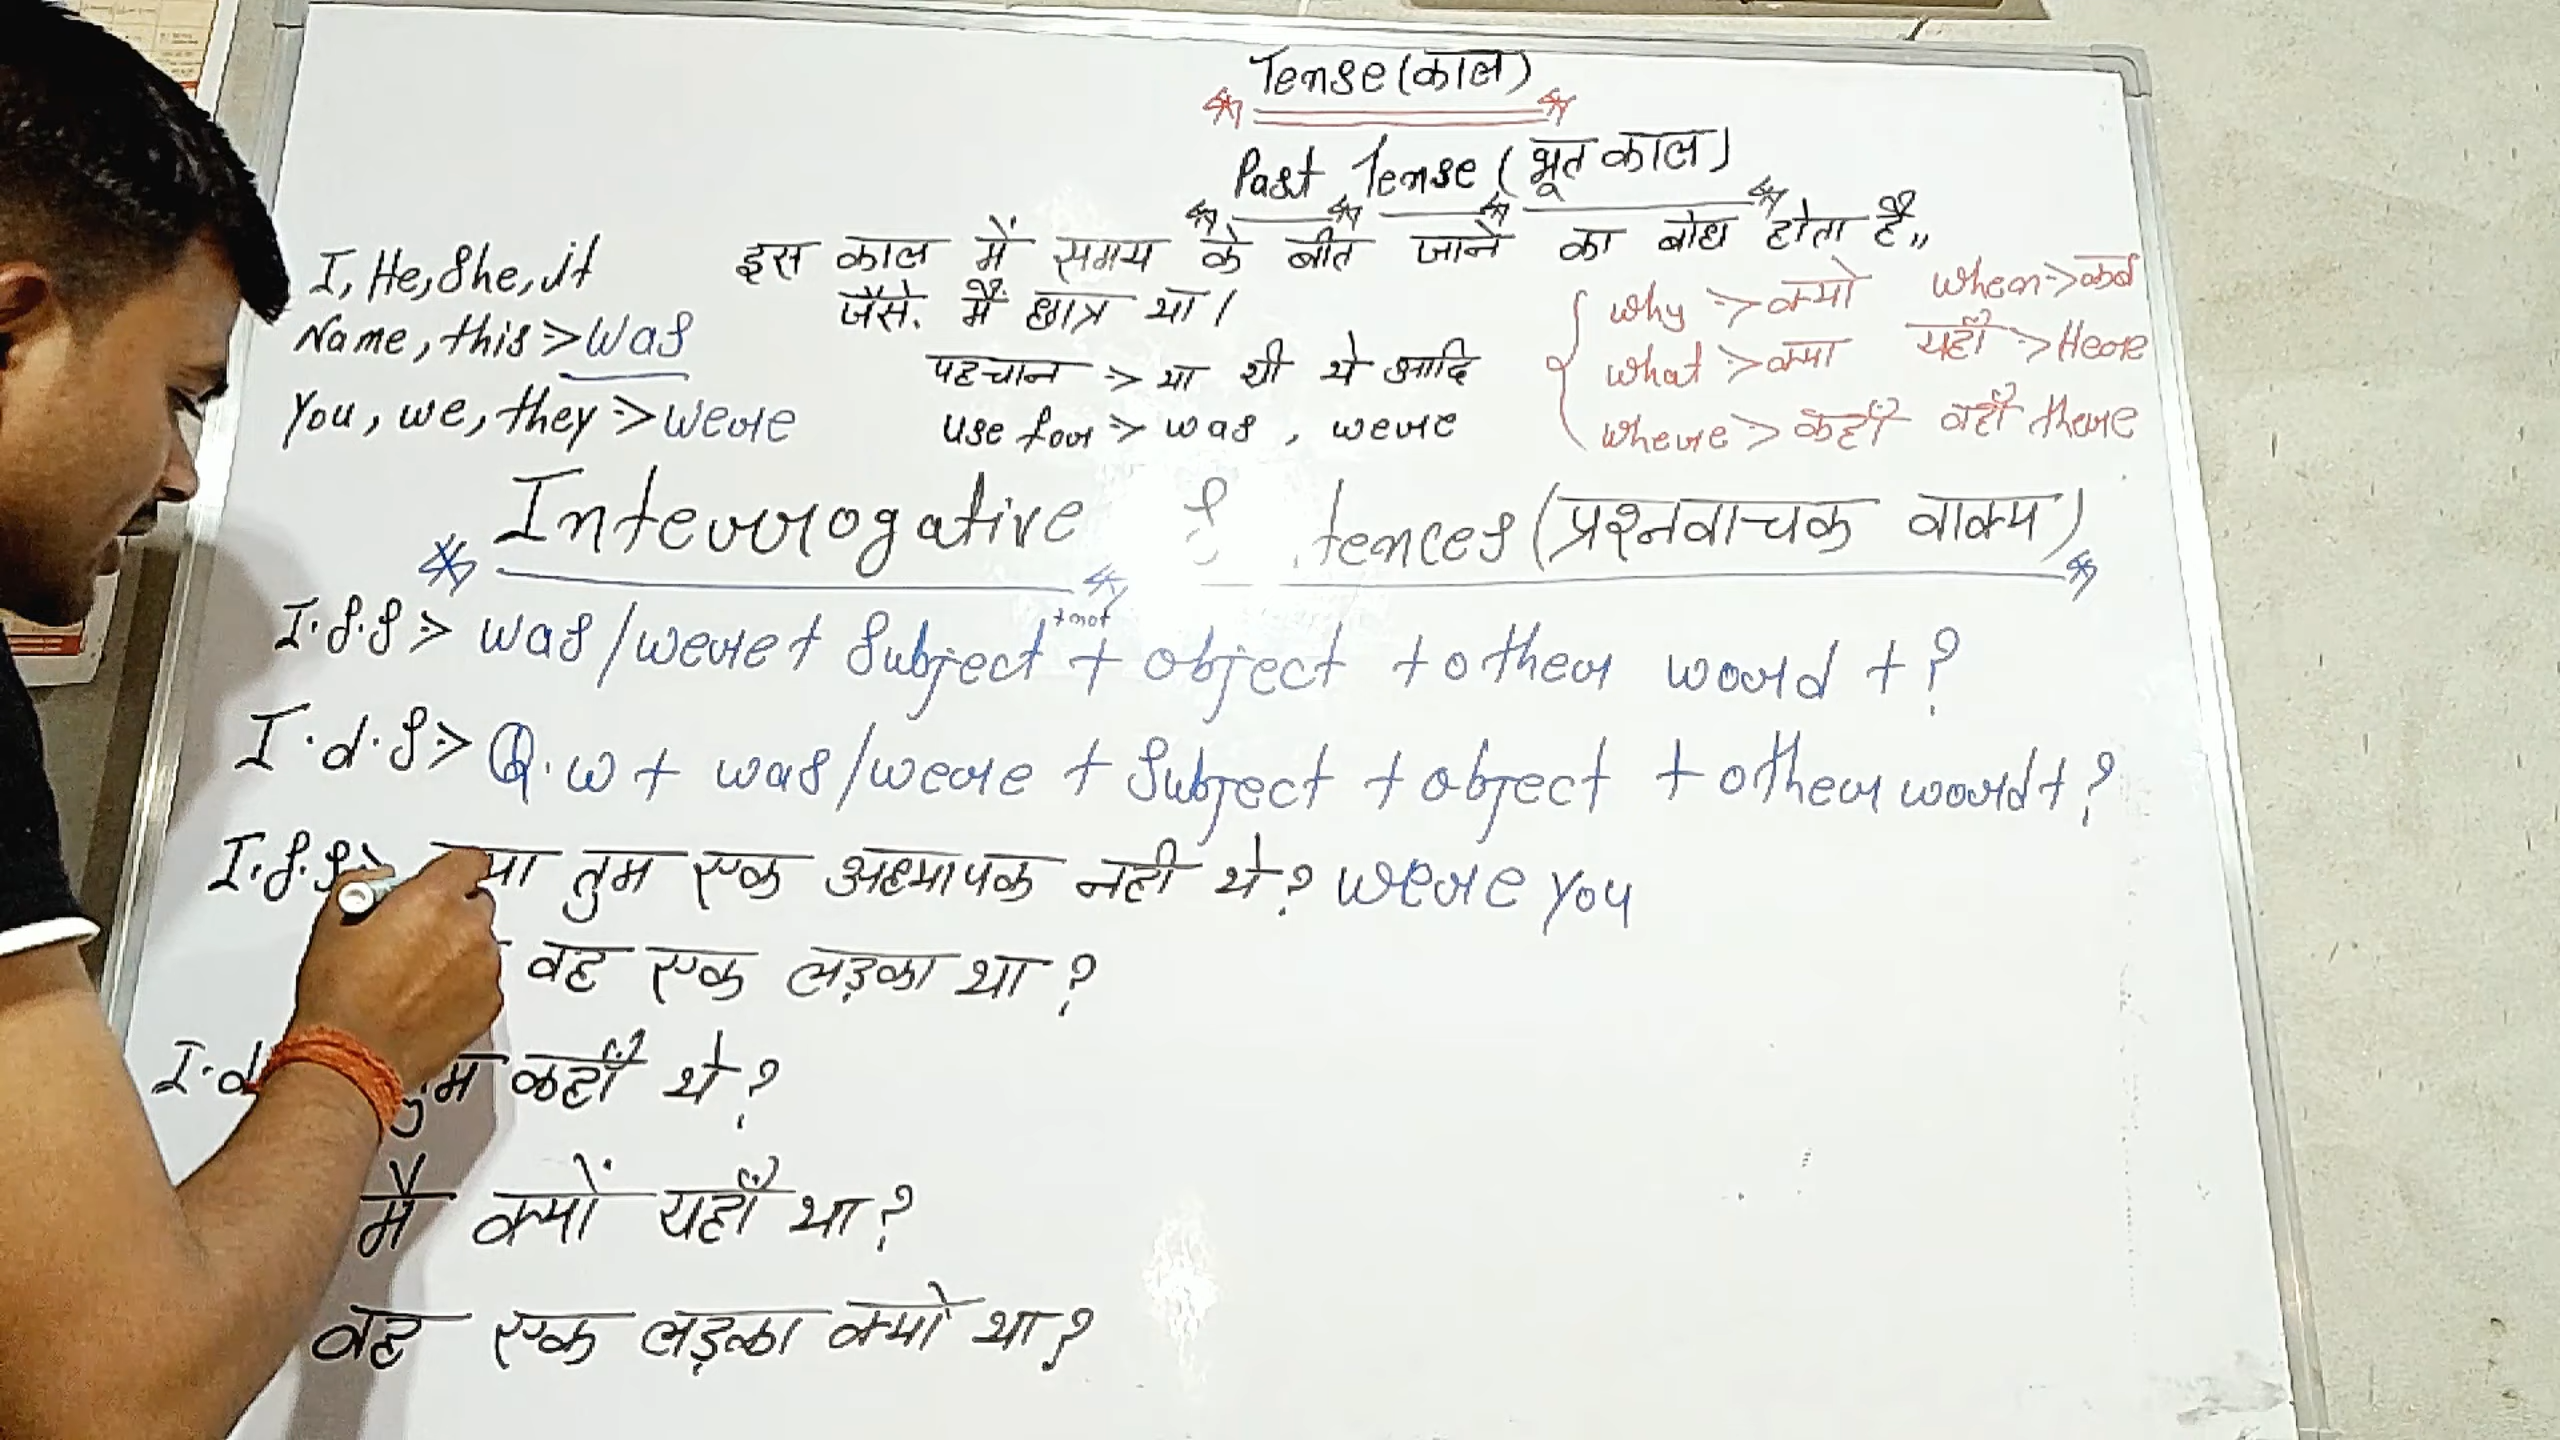 Tense (काल)
Past Tense (भूतकाल)
इस काल में समय के बीत जाने का बोध होता है॥
जैसे. मैं छात्र था।
पहचान :-> था थी थे आदि
use for :-> was, were
I, He, She, it
Name, this :-> was
You, we, they :-> were
why :-> क्यो when :-> कब
what :-> क्या यहाँ :-> Here
where :-> कहाँ वहाँ there
Interrogative (प्रश्नवाचक वाक्य)
I.S.S :-> was/were + Subject + object + other word + ?
+ not
I.d.S :-> Q.w + was/were + Subject + object + other word + ?
I.S.S :-> तुम एक अध्यापक नही थे? were you
वह एक लड़का था?
कहाँ थे?
मै क्यों यहाँ था?
वह एक लड़का क्यो था?